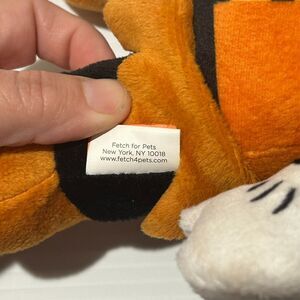 Fetch for Pets
New York, NY 10018
www.fetch4pets.com